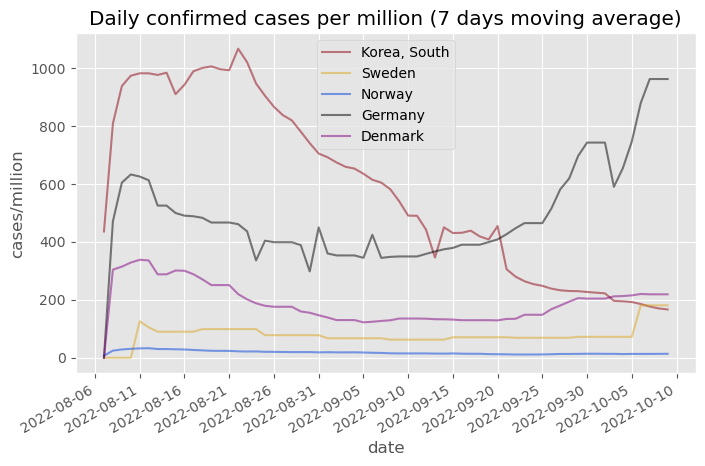 Daily confirmed cases per million (7 days moving average)
Korea, South
Sweden
Norway
Germany
Denmark
cases/million
1000
800
600
400
200
0
2022-08-06
2022-08-11
2022-08-16
2022-08-21
2022-08-26
2022-08-31
2022-09-05
2022-09-10
2022-09-15
2022-09-20
2022-09-25
2022-09-30
2022-10-05
2022-10-10
date